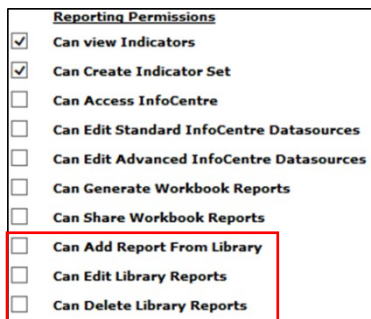 Reporting Permissions
Can view Indicators
Can Create Indicator Set
Can Access InfoCentre
Can Edit Standard InfoCentre Datasources
Can Edit Advanced InfoCentre Datasources
Can Generate Workbook Reports
Can Share Workbook Reports
Can Add Report From Library
Can Edit Library Reports
Can Delete Library Reports